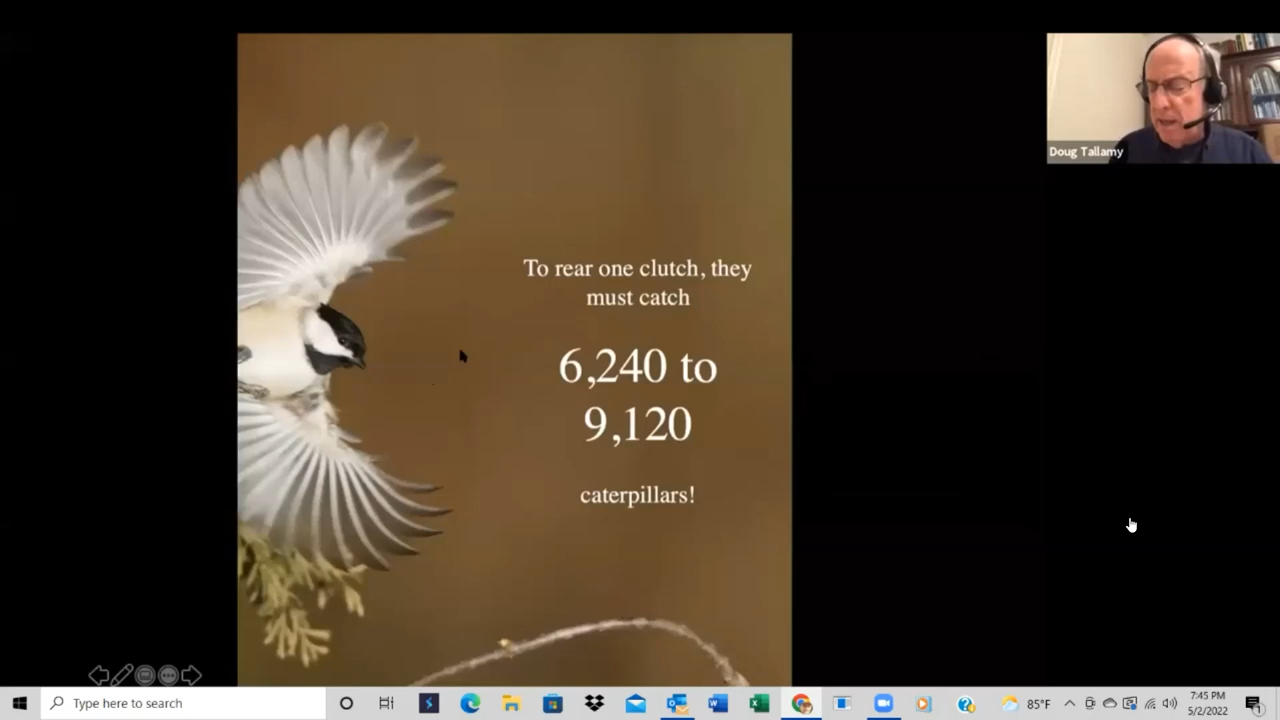 Doug Tallamy
To rear one clutch, they
must catch
6,240 to
9,120
caterpillars!
Type here to search
85°F
7:45 PM
5/2/2022
1